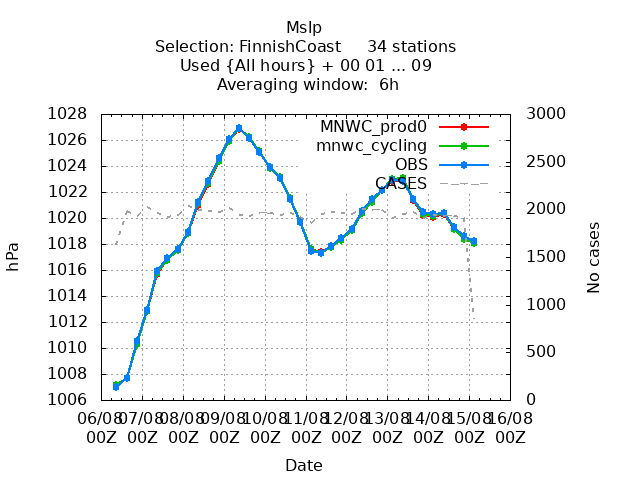 Mslp
Selection: FinnishCoast     34 stations
Used {All hours} + 00 01 ... 09
Averaging window:  6h
1028
1026
1024
1022
1020
1018
1016
1014
1012
1010
1008
1006
3000
2500
2000
1500
1000
500
0
MNWC_prod0
mnwc_cycling
OBS
CASES
hPa
No cases
06/08 07/08 08/08 09/08 10/08 11/08 12/08 13/08 14/08 15/08 16/08
00Z 00Z 00Z 00Z 00Z 00Z 00Z 00Z 00Z 00Z 00Z
Date